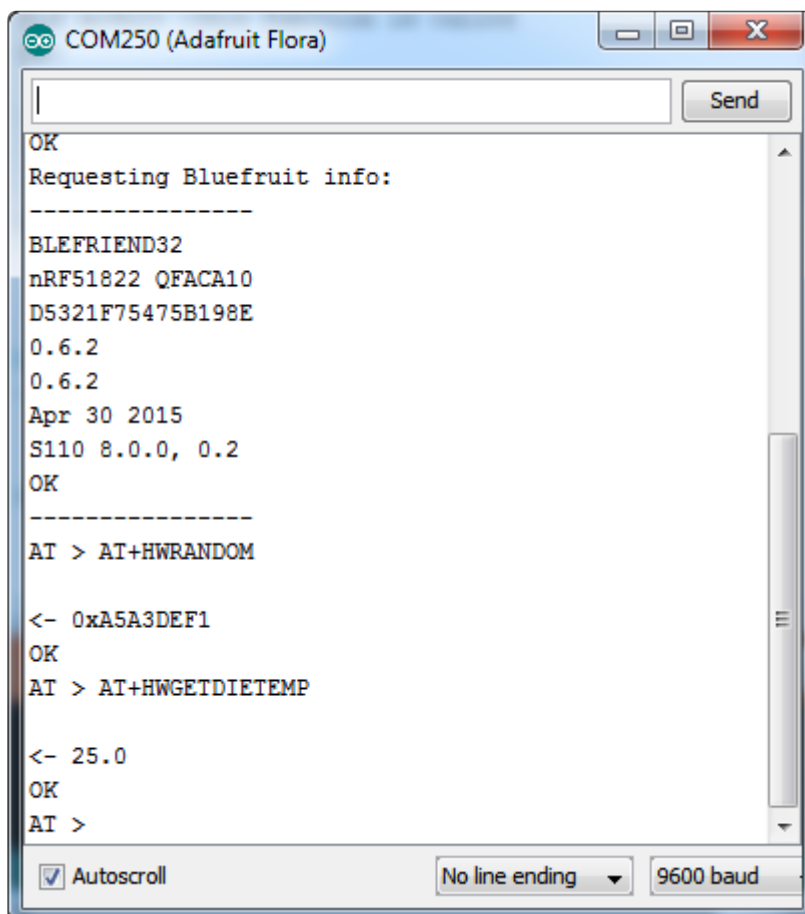 COM250 (Adafruit Flora)
Send
OK
Requesting Bluefruit info:
----------------
BLEFRIEND32
nRF51822 QFACA10
D5321F75475B198E
0.6.2
0.6.2
Apr 30 2015
S110 8.0.0, 0.2
OK
----------------
AT > AT+HWRANDOM
<- 0xA5A3DEF1
OK
AT > AT+HWGETDIETEMP
<- 25.0
OK
AT >
Autoscroll
No line ending
9600 baud